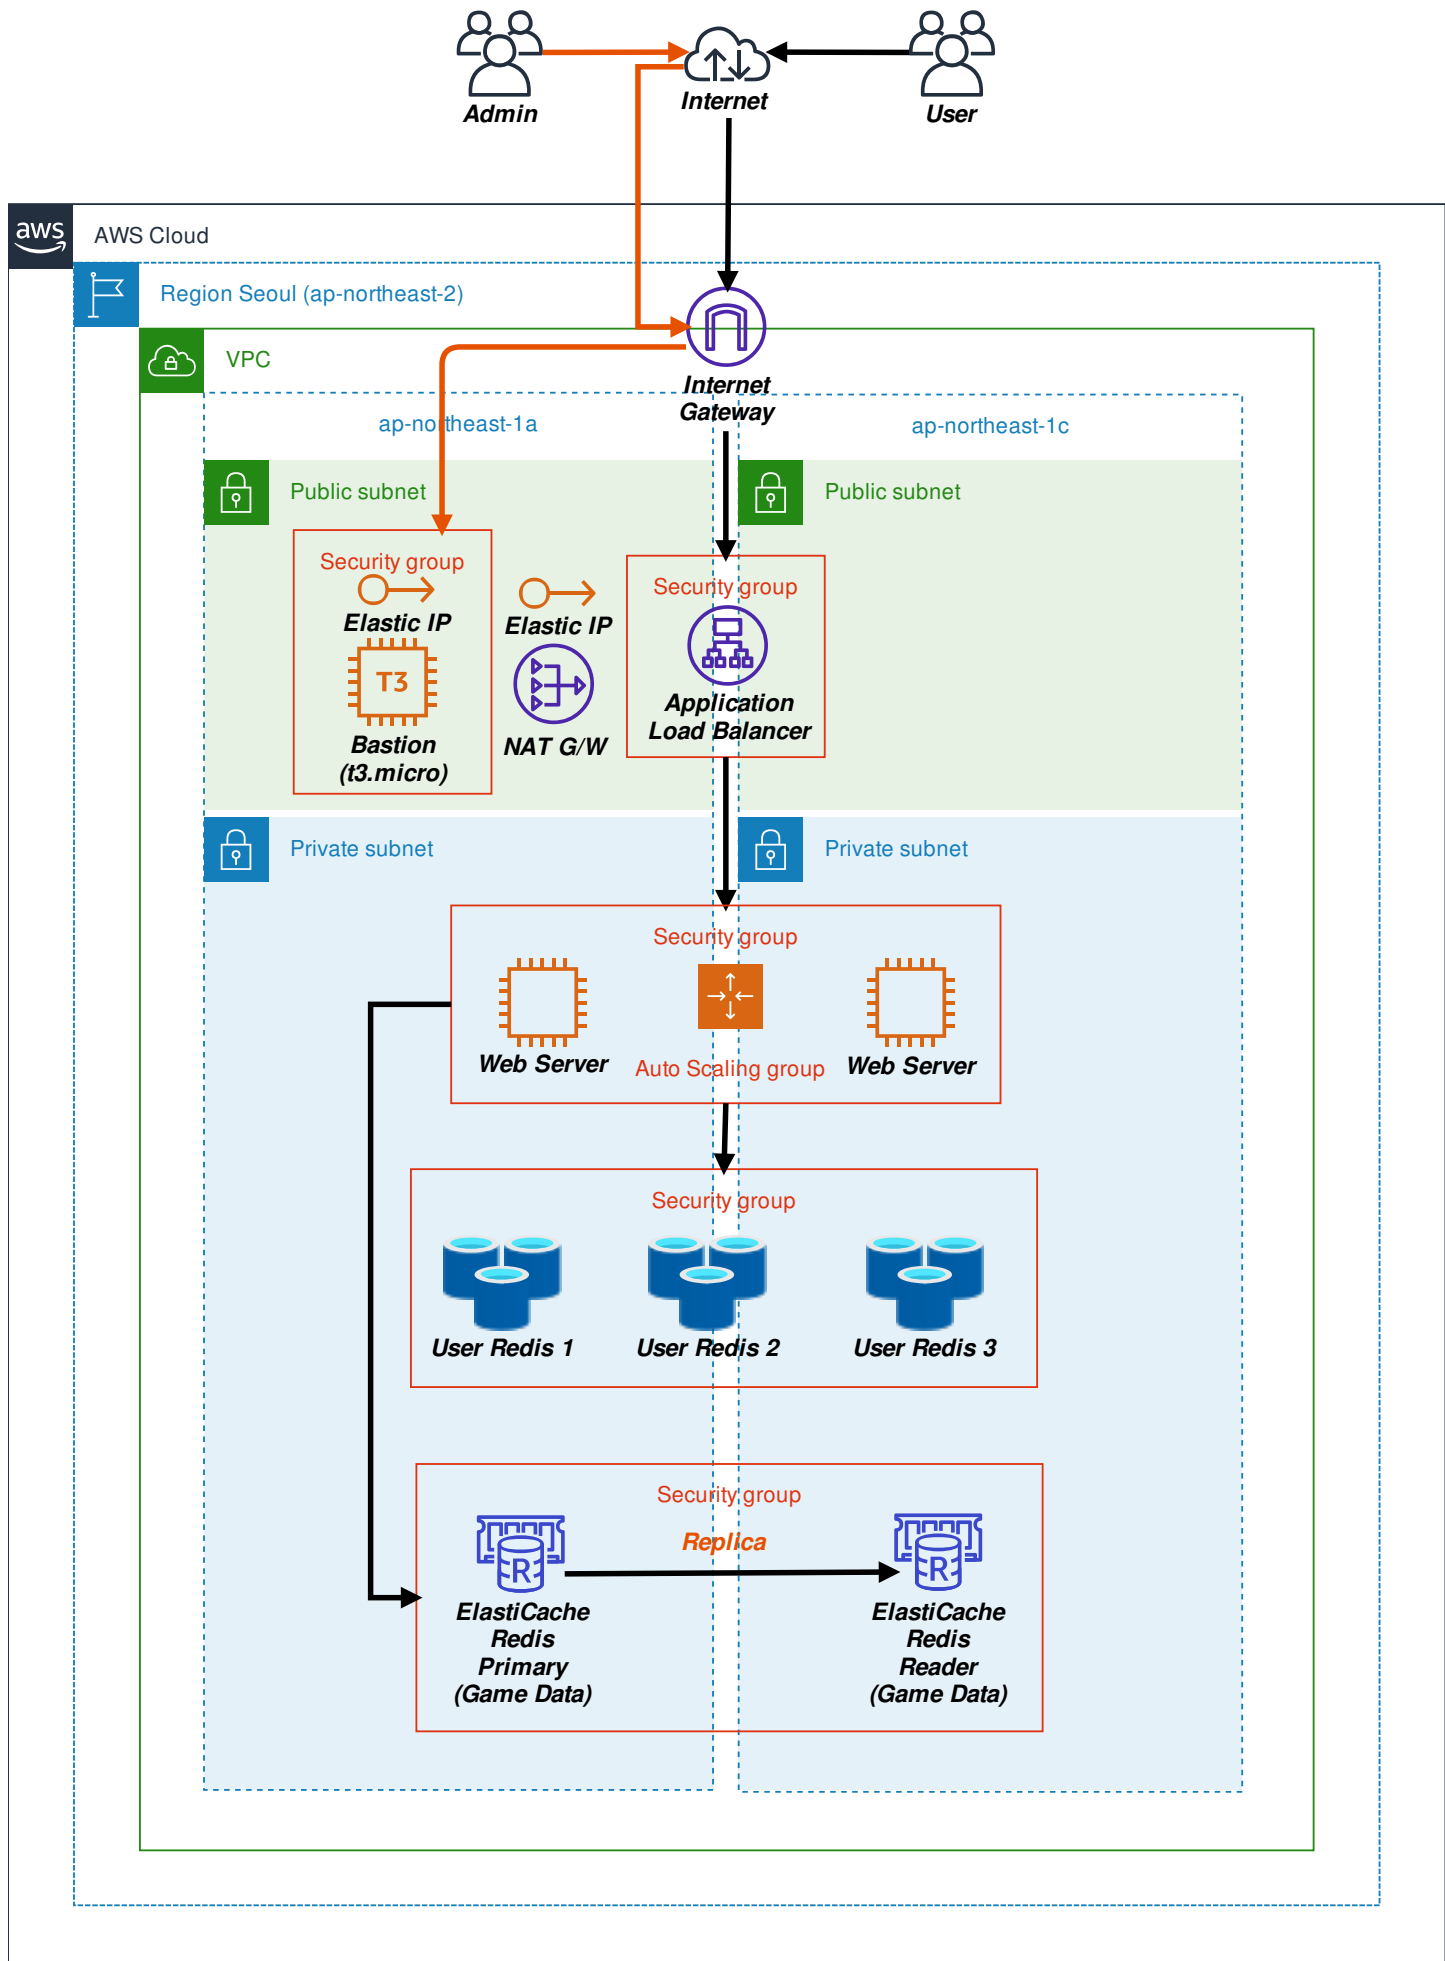 Admin
Internet
User
aws
AWS Cloud
Region Seoul (ap-northeast-2)
VPC
Internet
Gateway
ap-northeast-1a
ap-northeast-1c
Public subnet
Public subnet
Security group
Elastic IP
T3
Bastion
(t3.micro)
Elastic IP
NAT G/W
Security group
Application
Load Balancer
Private subnet
Private subnet
Security group
Web Server
Auto Scaling group
Web Server
Security group
User Redis 1
User Redis 2
User Redis 3
Security group
Replica
R
ElastiCache
Redis
Primary
(Game Data)
R
ElastiCache
Redis
Reader
(Game Data)